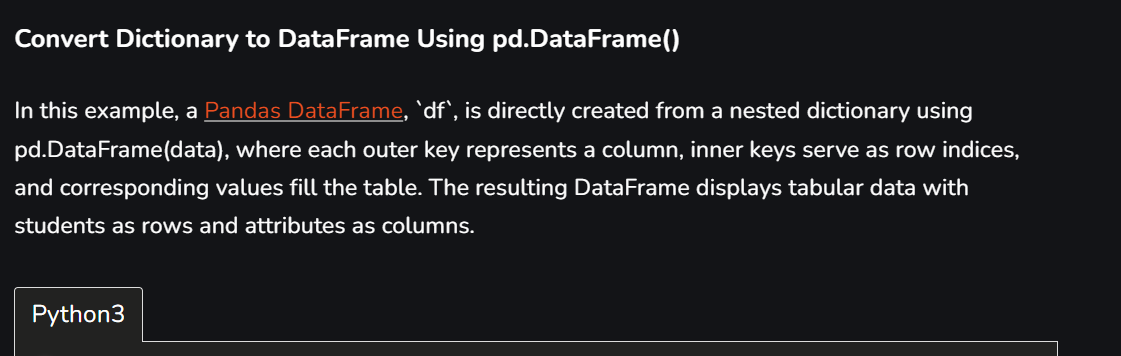 Convert Dictionary to DataFrame Using pd.DataFrame()
In this example, a Pandas DataFrame, `df`, is directly created from a nested dictionary using
pd.DataFrame(data), where each outer key represents a column, inner keys serve as row indices,
and corresponding values fill the table. The resulting DataFrame displays tabular data with
students as rows and attributes as columns.
Python3